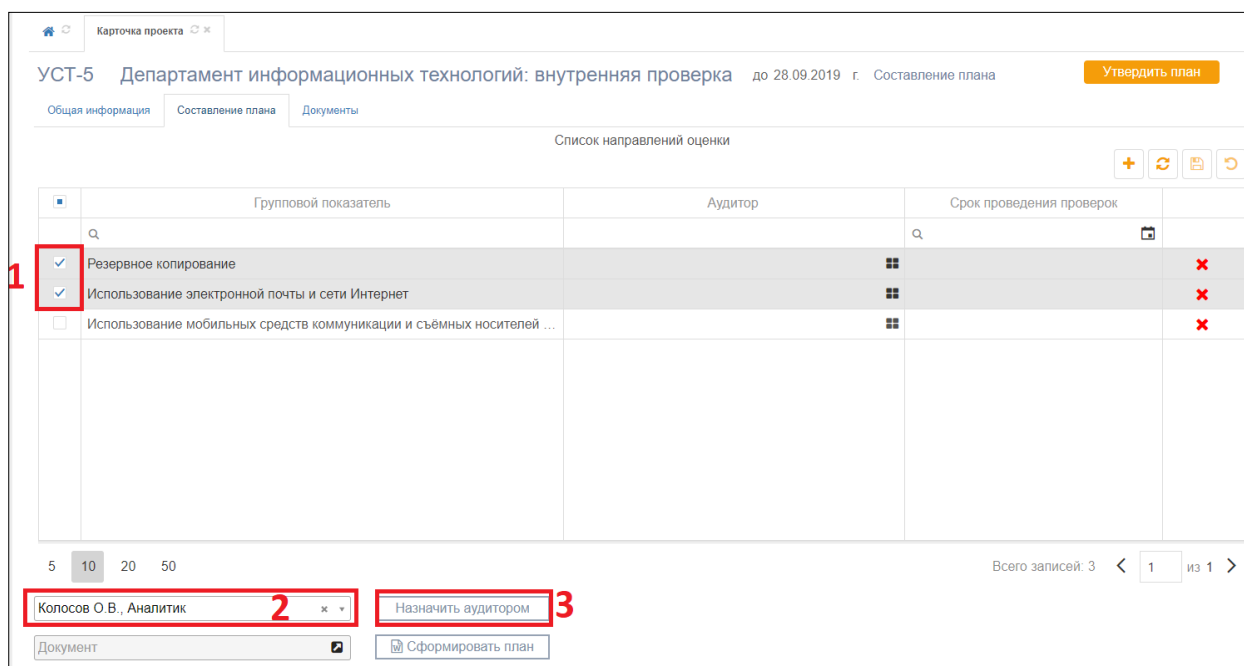 Карточка проекта
УСТ-5 Департамент информационных технологий: внутренняя проверка до 28.09.2019 г. Составление плана Утвердить план
Общая информация Составление плана Документы
Список направлений оценки
Групповой показатель Аудитор Срок проведения проверок
1
Резервное копирование
Использование электронной почты и сети Интернет
Использование мобильных средств коммуникации и съёмных носителей ...
5 10 20 50 Всего записей: 3 1 из 1
Колосов О.В., Аналитик 2 Назначить аудитором 3
Документ Сформировать план